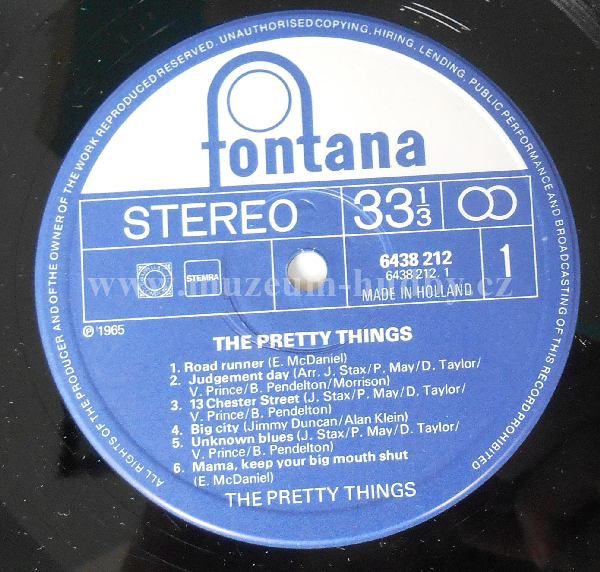 ALL RIGHTS OF THE PRODUCER AND OF THE OWNER OF THE WORK REPRODUCED RESERVED. UNAUTHORISED COPYING, HIRING, LENDING, PUBLIC PERFORMANCE AND BROADCASTING OF THIS RECORD PROHIBITED
fontana
STEREO 33 1/3
6438 212
6438 212. 1
1
STEMRA
MADE IN HOLLAND
www.muzeum-hudby.cz
℗ 1965
THE PRETTY THINGS
1. Road runner (E. McDaniel)
2. Judgement day (Arr. J. Stax/P. May/D. Taylor/
V. Prince/B. Pendelton/Morrison)
3. 13 Chester Street (J. Stax/P. May/D. Taylor/
V. Prince/B. Pendelton)
4. Big city (Jimmy Duncan/Alan Klein)
5. Unknown blues (J. Stax/P. May/D. Taylor/
V. Prince/B. Pendelton)
6. Mama, keep your big mouth shut
(E. McDaniel)
THE PRETTY THINGS